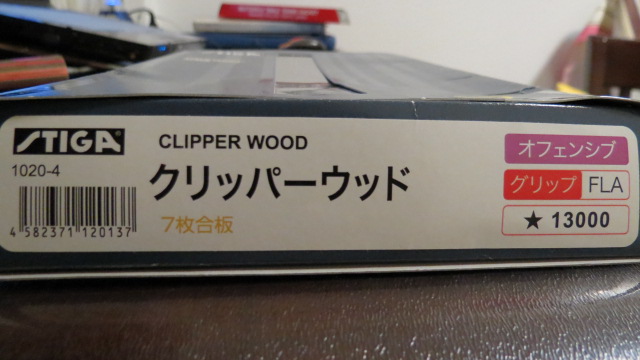 STIGA
CLIPPER WOOD
オフェンシブ
1020-4
クリッパーウッド
グリップ FLA
4 582371 120137
7枚合板
★ 13000